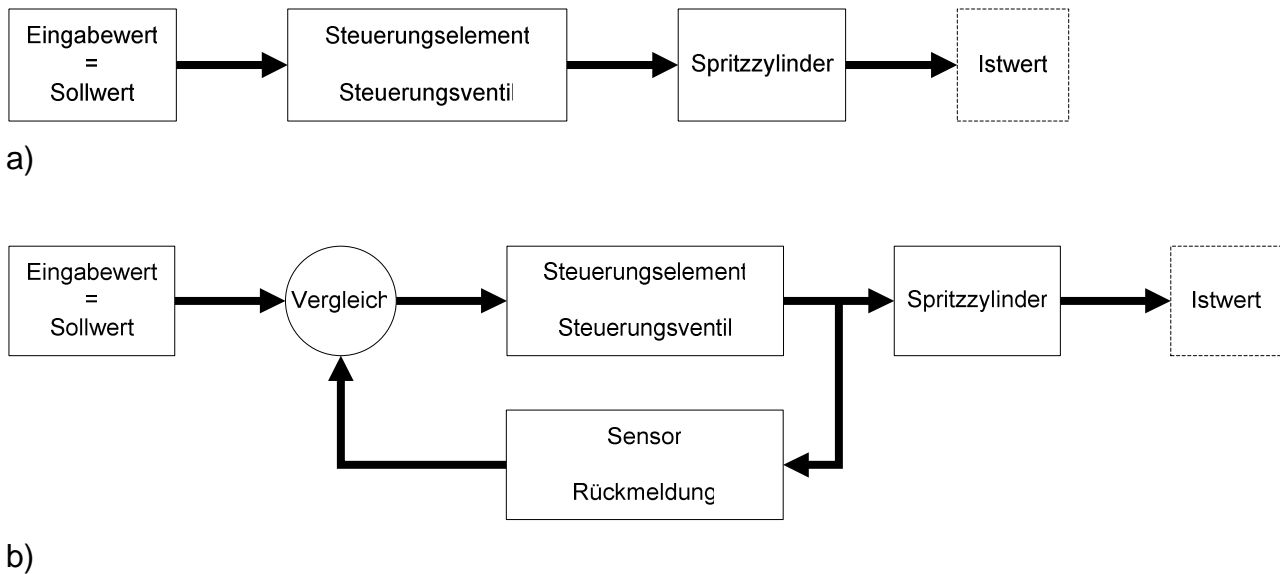 Eingabewert
=
Sollwert
Steuerungselement
Steuerungsventil
Spritzzylinder
Istwert
a)
Eingabewert
=
Sollwert
Vergleich
Steuerungselement
Steuerungsventil
Spritzzylinder
Istwert
Sensor
Rückmeldung
b)